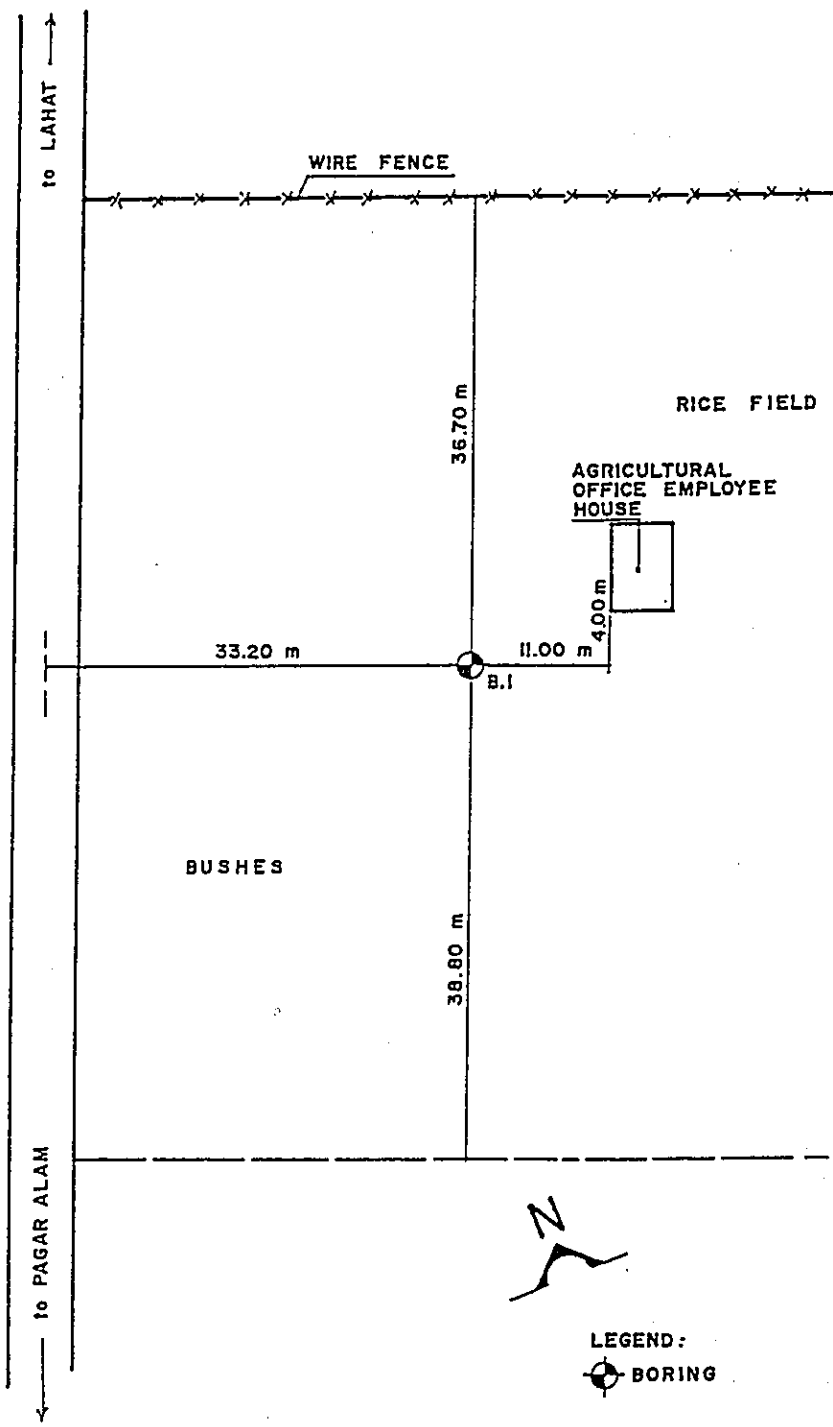 to LAHAT
WIRE FENCE
36.70 m
RICE FIELD
AGRICULTURAL
OFFICE EMPLOYEE
HOUSE
4.00 m
33.20 m
11.00 m
B.1
BUSHES
38.80 m
to PAGAR ALAM
N
LEGEND:
BORING